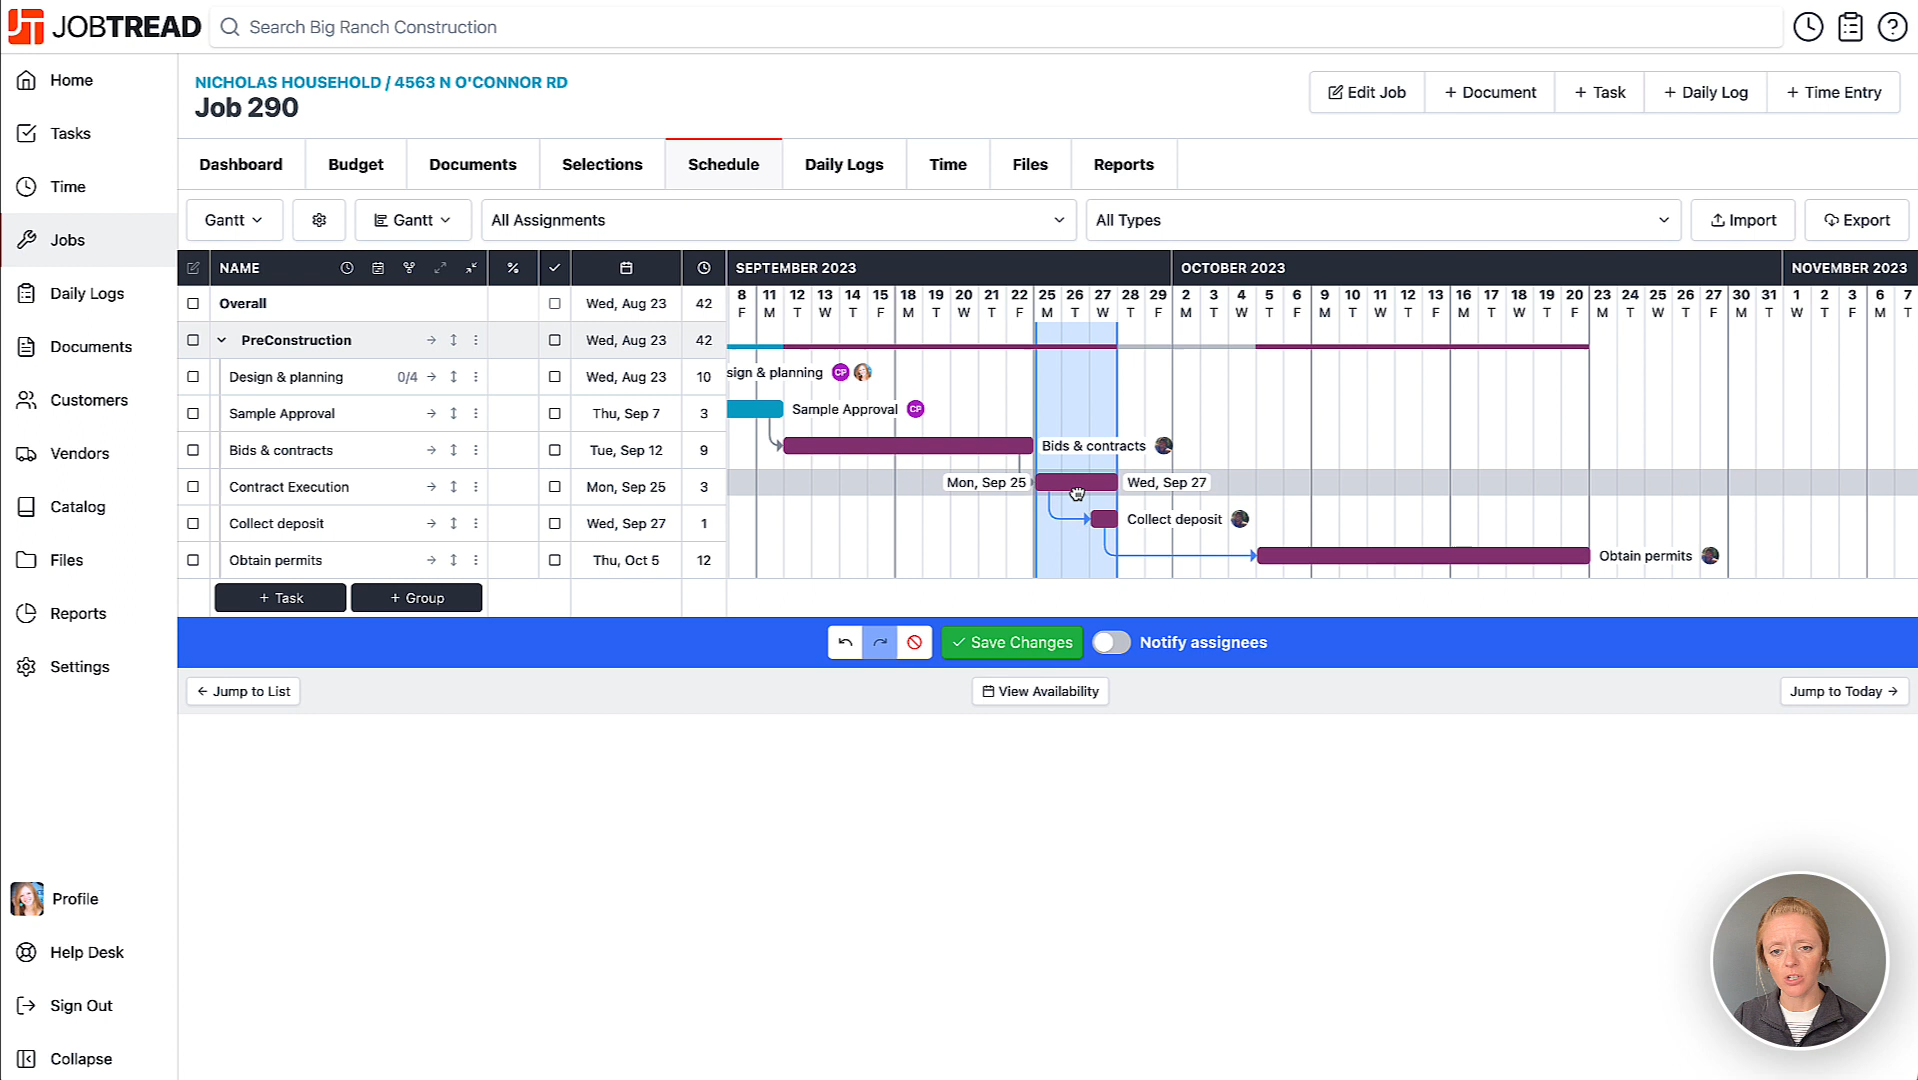 JOBTREAD
Search Big Ranch Construction
Home
Tasks
Time
Jobs
Daily Logs
Documents
Customers
Vendors
Catalog
Files
Reports
Settings
Profile
Help Desk
Sign Out
Collapse
NICHOLAS HOUSEHOLD / 4563 N O'CONNOR RD
Job 290
Edit Job + Document + Task + Daily Log + Time Entry
Dashboard Budget Documents Selections Schedule Daily Logs Time Files Reports
Gantt Gantt All Assignments All Types Import Export
NAME % SEPTEMBER 2023 OCTOBER 2023 NOVEMBER 2023
8 11 12 13 14 15 18 19 20 21 22 25 26 27 28 29 2 3 4 5 6 9 10 11 12 13 16 17 18 19 20 23 24 25 26 27 30 31 1 2 3 6 7
F M T W T F M T W T F M T W T F M T W T F M T W T F M T W T F M T W T F M T W T F M T
Overall Wed, Aug 23 42
PreConstruction Wed, Aug 23 42
Design & planning 0/4 Wed, Aug 23 10 sign & planning CP
Sample Approval Thu, Sep 7 3 Sample Approval CP
Bids & contracts Tue, Sep 12 9 Bids & contracts
Contract Execution Mon, Sep 25 3 Mon, Sep 25 Wed, Sep 27
Collect deposit Wed, Sep 27 1 Collect deposit
Obtain permits Thu, Oct 5 12 Obtain permits
+ Task + Group
Save Changes Notify assignees
Jump to List View Availability Jump to Today